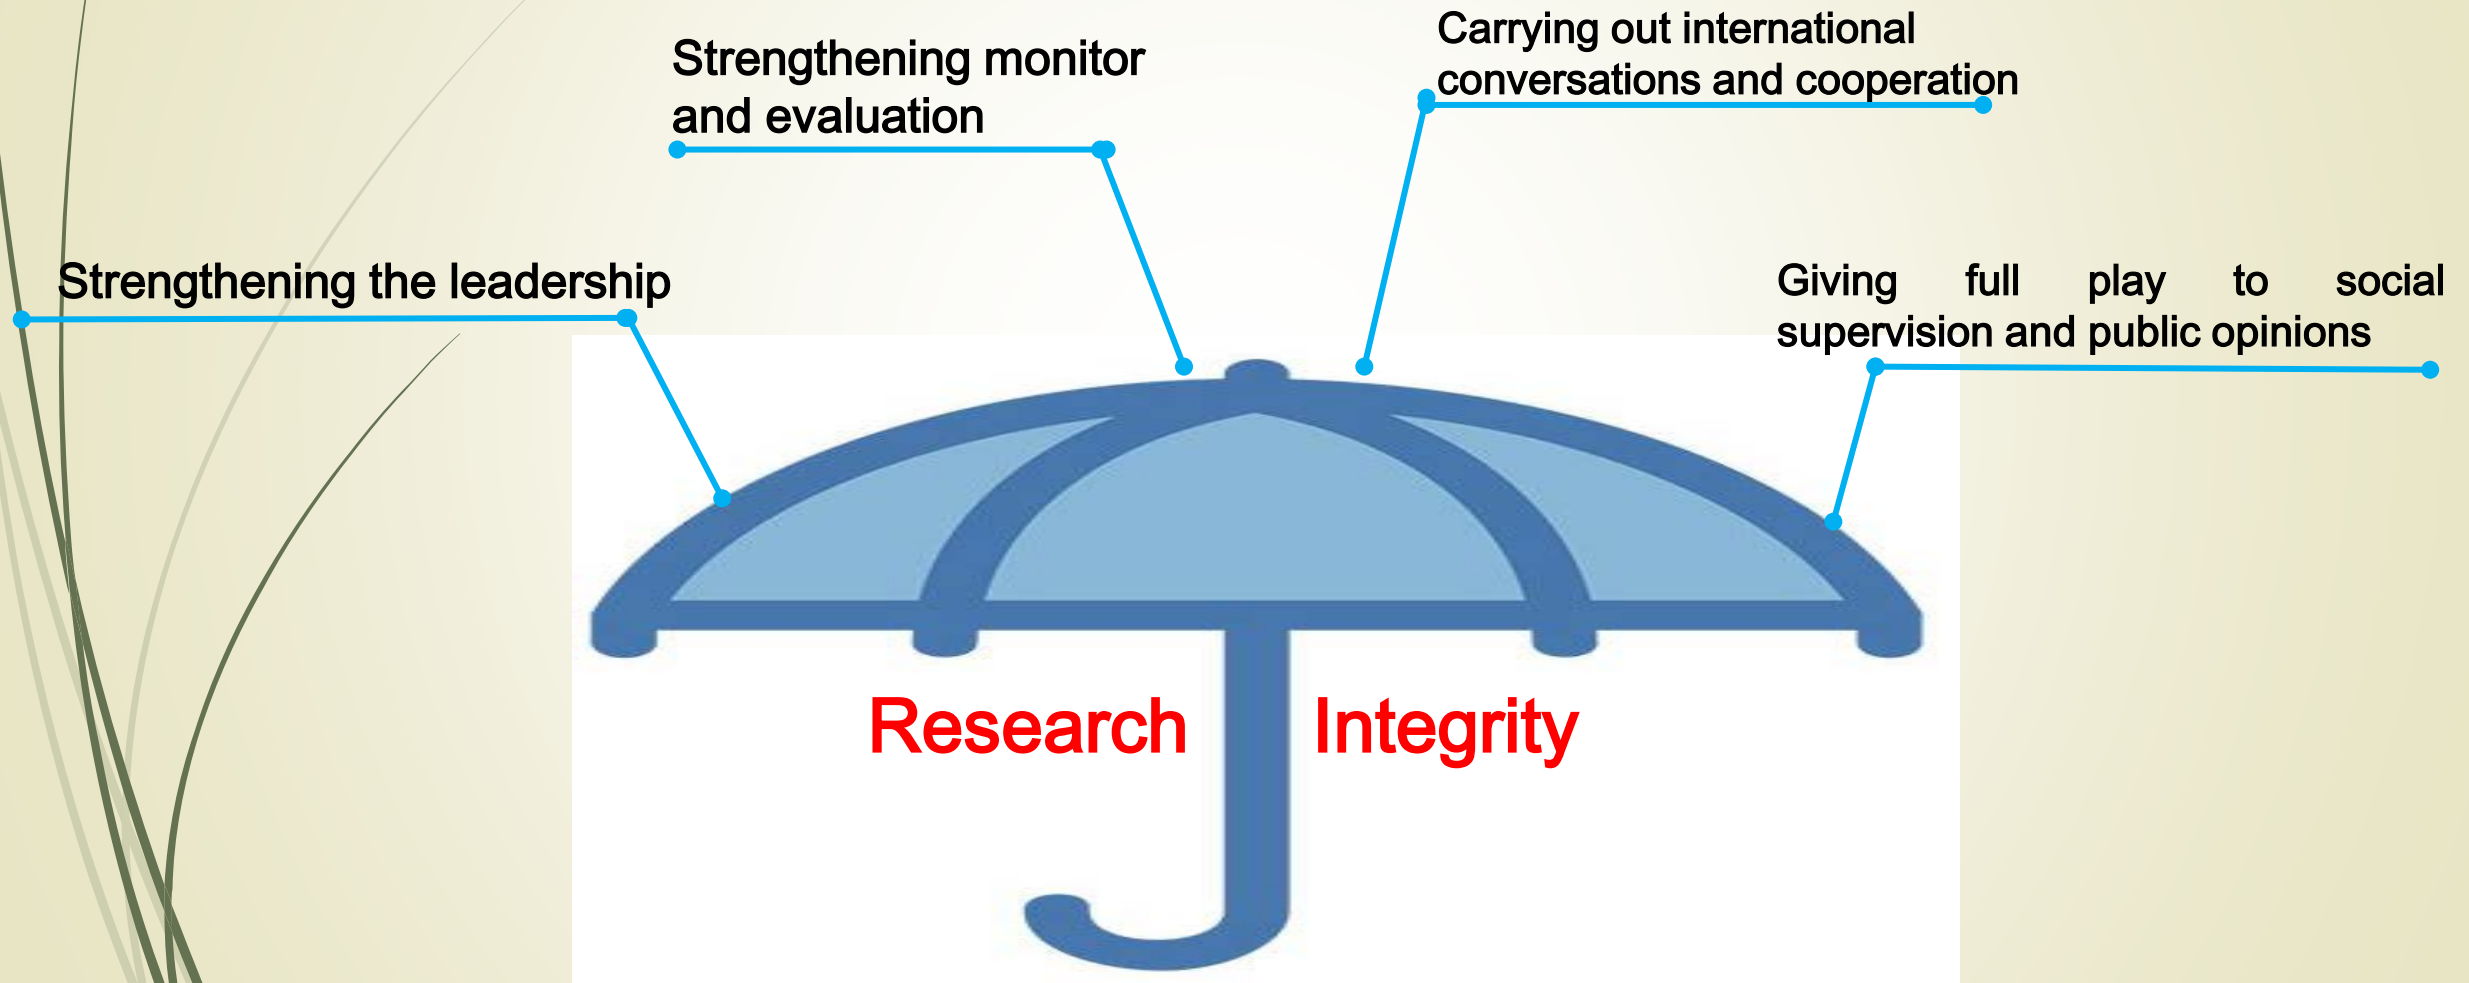 Strengthening monitor
and evaluation
Carrying out international
conversations and cooperation
Strengthening the leadership
Giving full play to social
supervision and public opinions
Research Integrity